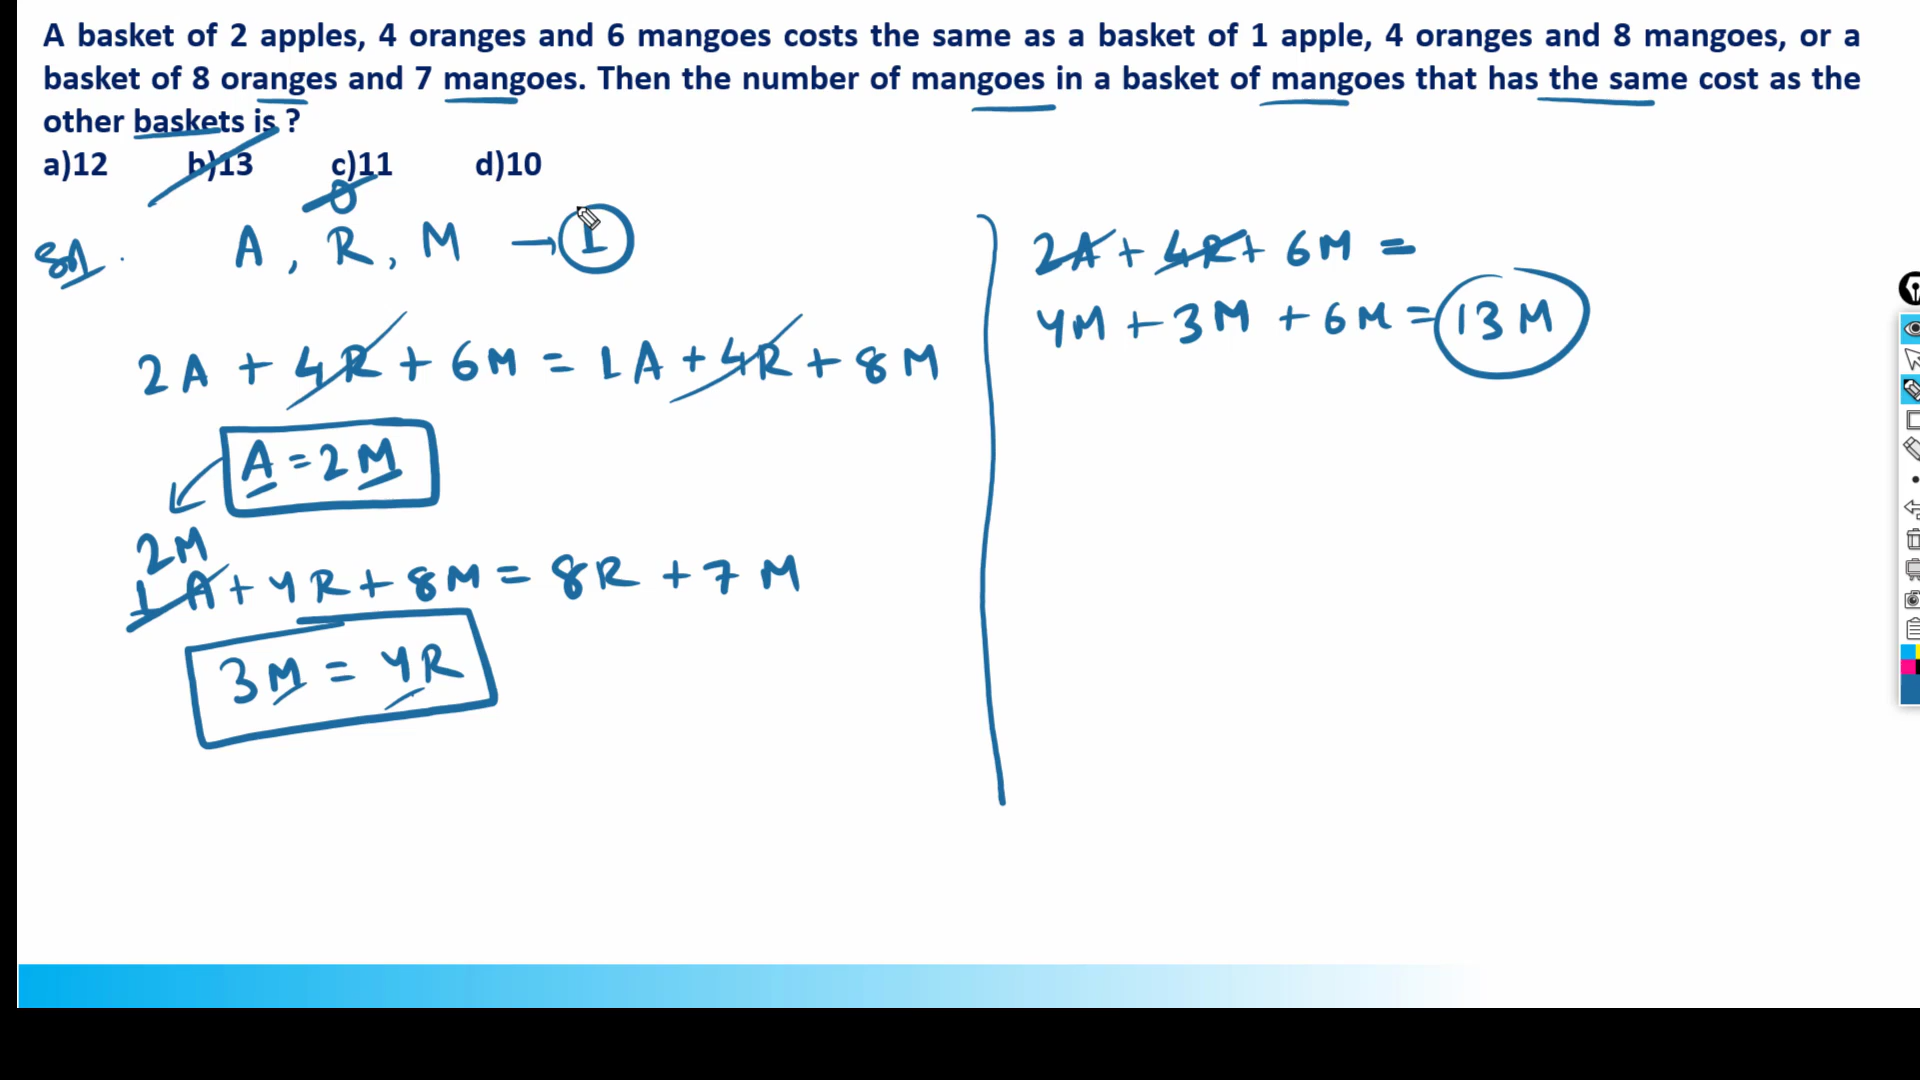 A basket of 2 apples, 4 oranges and 6 mangoes costs the same as a basket of 1 apple, 4 oranges and 8 mangoes, or a
basket of 8 oranges and 7 mangoes. Then the number of mangoes in a basket of mangoes that has the same cost as the
other baskets is ?
a)12 b)13 c)11 d)10
O
A , R , M → 1
2A + 4R + 6M = 1A + 4R + 8M
A = 2M
2M
1A + 4R + 8M = 8R + 7M
3M = 4R
2A + 4R + 6M =
4M + 3M + 6M = 13M